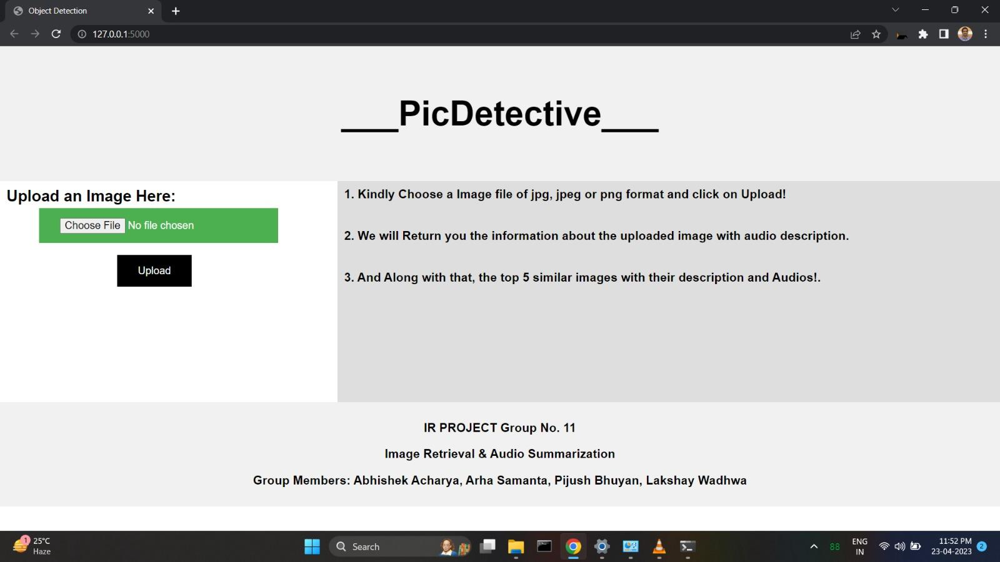 Object Detection
127.0.0.1:5000
___PicDetective___
Upload an Image Here:
Choose File No file chosen
Upload
1. Kindly Choose a Image file of jpg, jpeg or png format and click on Upload!
2. We will Return you the information about the uploaded image with audio description.
3. And Along with that, the top 5 similar images with their description and Audios!.
IR PROJECT Group No. 11
Image Retrieval & Audio Summarization
Group Members: Abhishek Acharya, Arha Samanta, Pijush Bhuyan, Lakshay Wadhwa
1
25°C
Haze
Search
88
ENG
IN
11:52 PM
23-04-2023
2